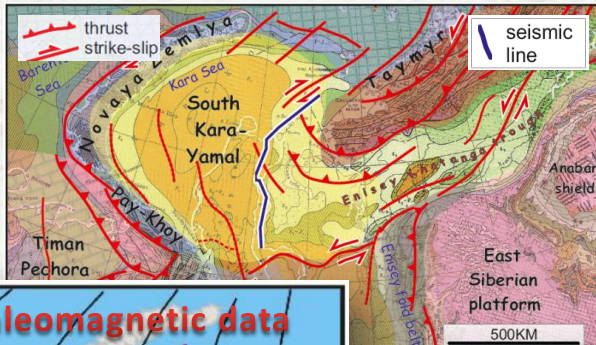 thrust
strike-slip
seismic
line
Novaya Zemlya
Barents
Sea
Kara Sea
Taymyr
South
Kara-
Yamal
Enisey Khatanga trough
Anabar
shield
Pay-Khoy
Timan
Pechora
Enisey fold belt
East
Siberian
platform
500KM
leomagnetic data